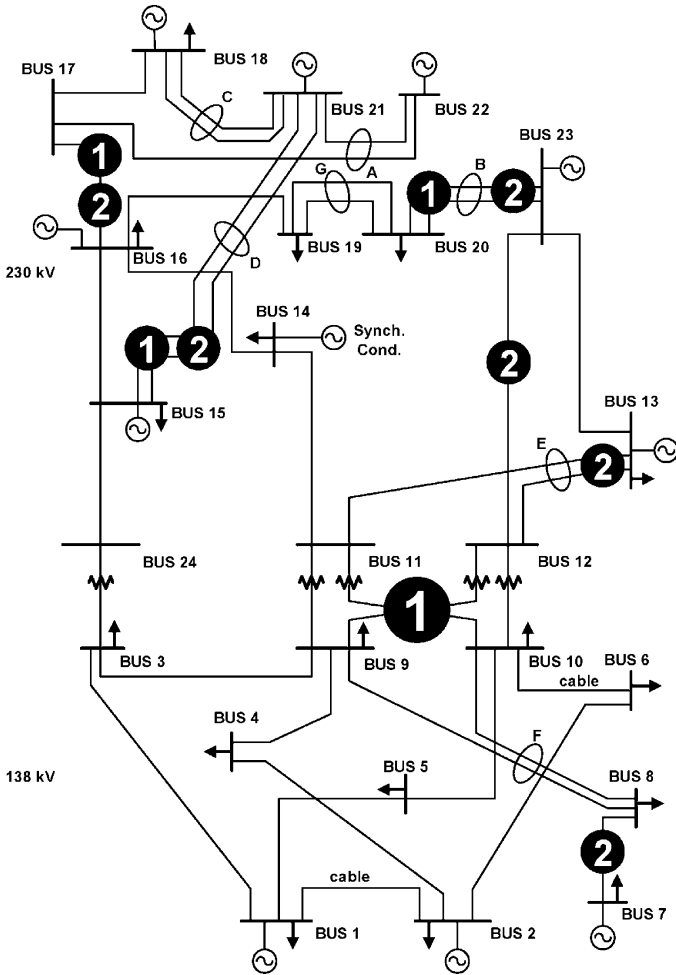 BUS 18
BUS 17
C
BUS 21
BUS 22
BUS 23
1
A
G
B
1
2
2
BUS 19
BUS 20
BUS 16
D
230 kV
BUS 14
Synch.
Cond.
1
2
2
BUS 15
BUS 13
E
2
BUS 24
BUS 11
BUS 12
1
BUS 3
BUS 9
BUS 10
BUS 6
cable
BUS 4
F
BUS 5
BUS 8
138 kV
2
cable
BUS 1
BUS 2
BUS 7